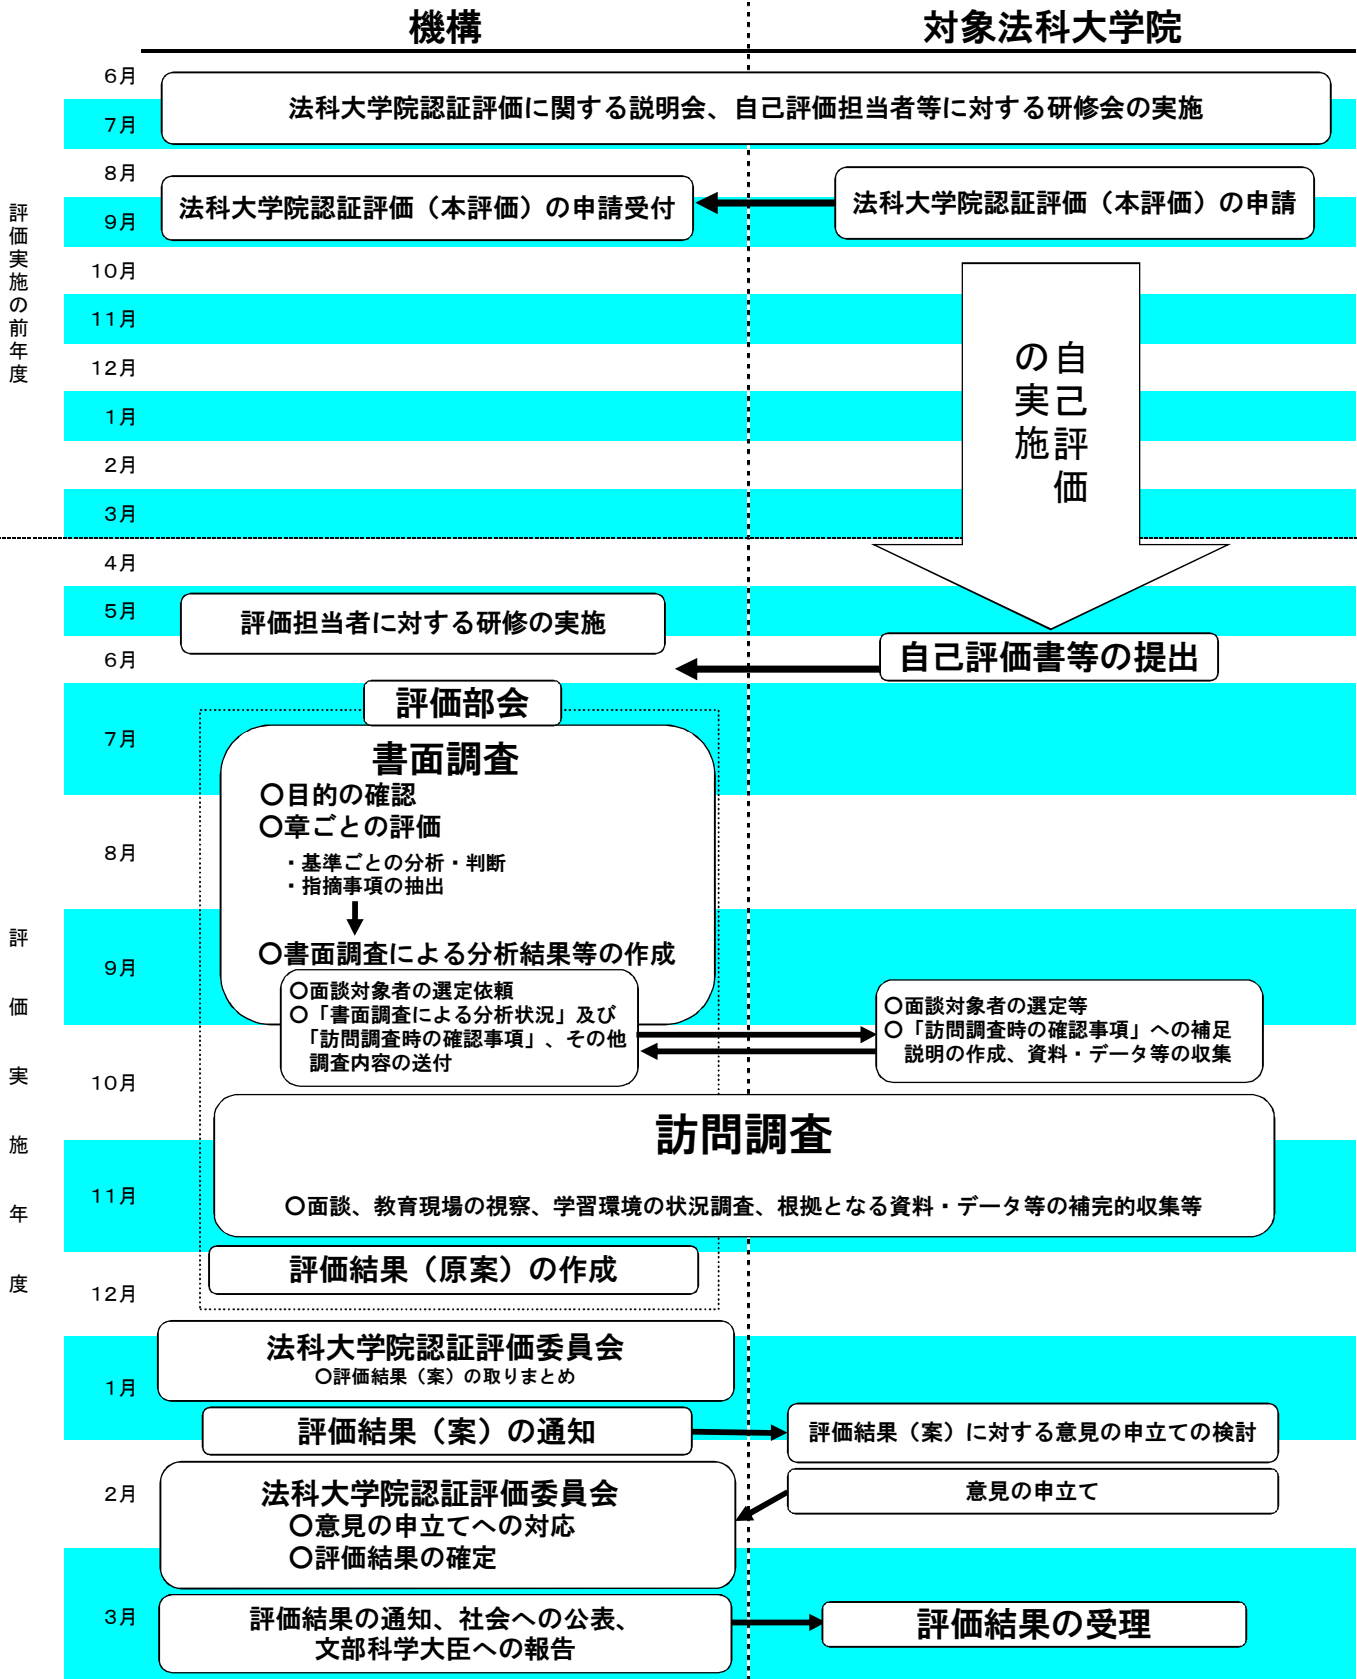 機構
対象法科大学院
評価実施の前年度
6月
法科大学院認証評価に関する説明会、自己評価担当者等に対する研修会の実施
7月
8月
法科大学院認証評価（本評価）の申請受付
法科大学院認証評価（本評価）の申請
9月
10月
11月
12月
1月
2月
3月
自己評価
の実施
評価実施年度
4月
5月
評価担当者に対する研修の実施
6月
自己評価書等の提出
評価部会
7月
書面調査
○目的の確認
○章ごとの評価
8月
・基準ごとの分析・判断
・指摘事項の抽出
○書面調査による分析結果等の作成
9月
○面談対象者の選定依頼
○「書面調査による分析状況」及び
「訪問調査時の確認事項」、その他
調査内容の送付
○面談対象者の選定等
○「訪問調査時の確認事項」への補足
説明の作成、資料・データ等の収集
10月
訪問調査
11月
○面談、教育現場の視察、学習環境の状況調査、根拠となる資料・データ等の補完的収集等
評価結果（原案）の作成
12月
法科大学院認証評価委員会
○評価結果（案）の取りまとめ
1月
評価結果（案）の通知
評価結果（案）に対する意見の申立ての検討
2月
法科大学院認証評価委員会
○意見の申立てへの対応
○評価結果の確定
意見の申立て
3月
評価結果の通知、社会への公表、
文部科学大臣への報告
評価結果の受理